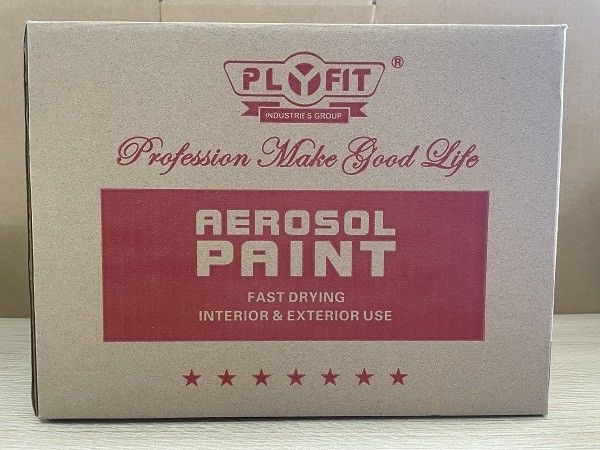 PLYFIT ®
INDUSTRIES GROUP
Profession Make Good Life
AEROSOL
PAINT
FAST DRYING
INTERIOR & EXTERIOR USE